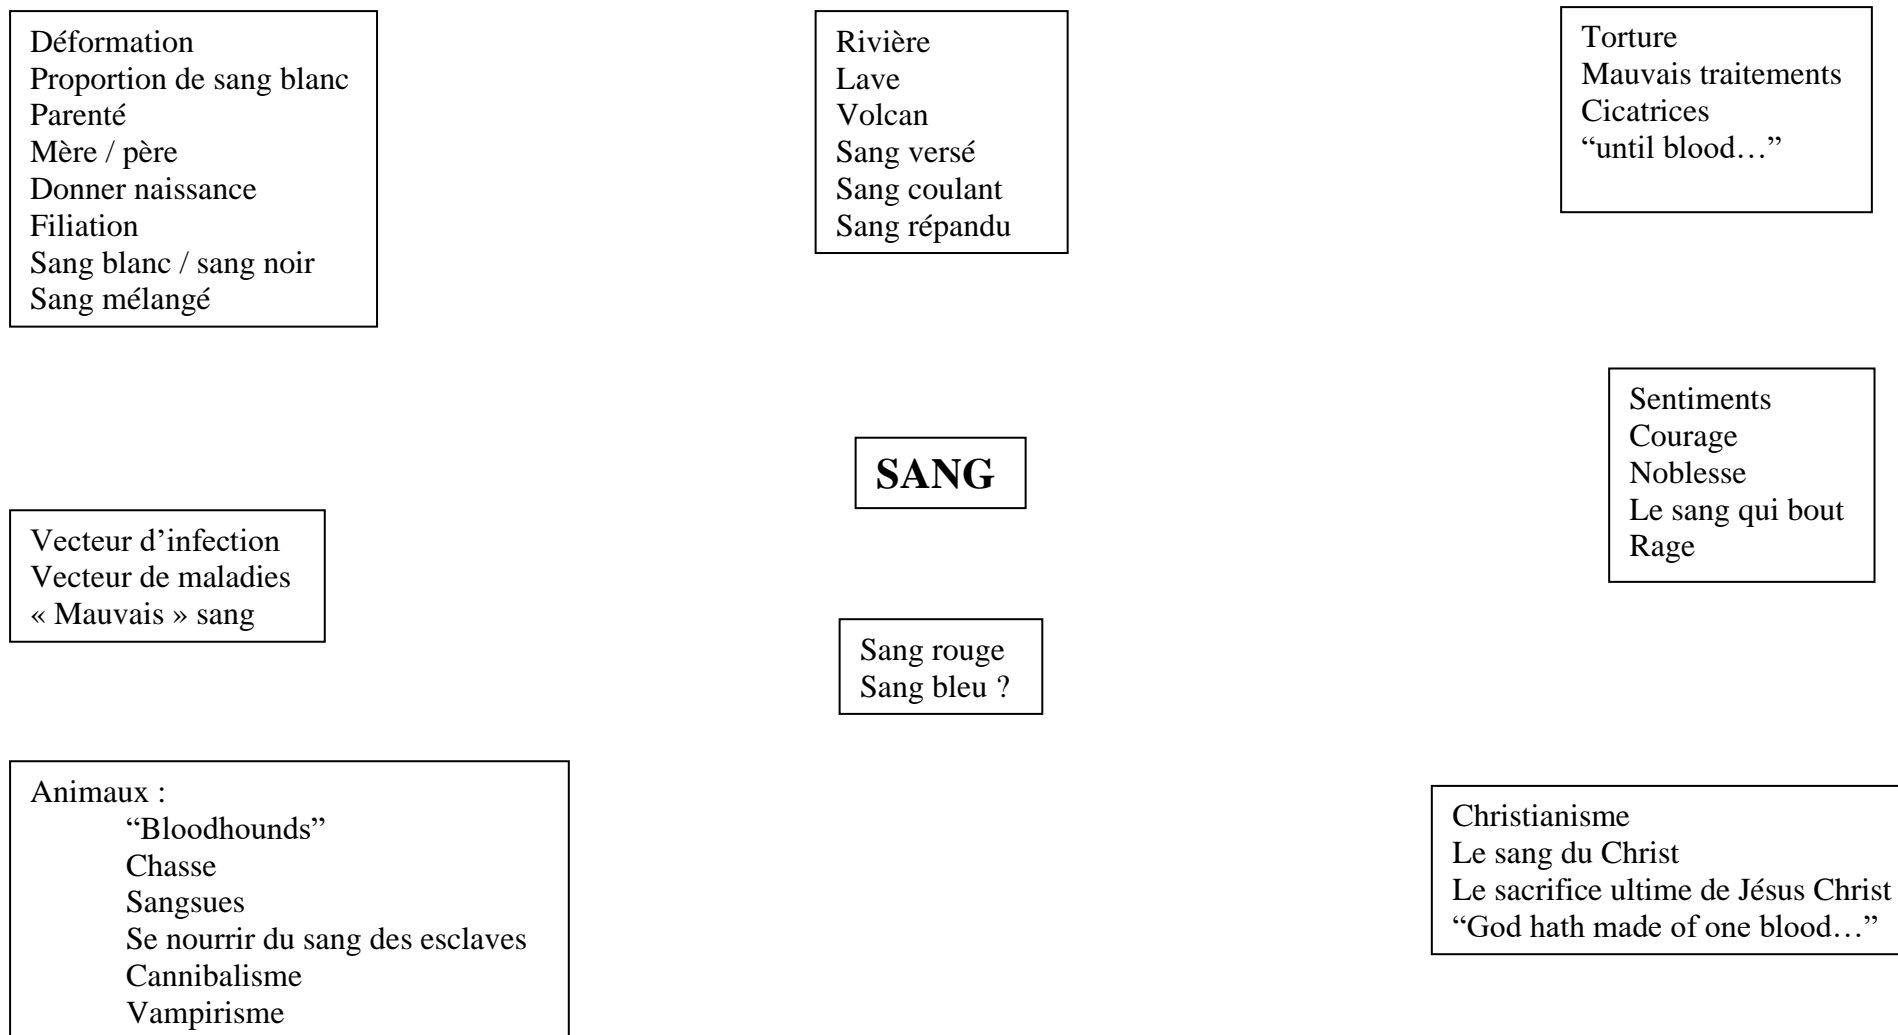 Déformation
Proportion de sang blanc
Parenté
Mère / père
Donner naissance
Filiation
Sang blanc / sang noir
Sang mélangé
Rivière
Lave
Volcan
Sang versé
Sang coulant
Sang répandu
Torture
Mauvais traitements
Cicatrices
“until blood…”
Sentiments
Courage
Noblesse
Le sang qui bout
Rage
SANG
Vecteur d’infection
Vecteur de maladies
« Mauvais » sang
Sang rouge
Sang bleu ?
Animaux :
“Bloodhounds”
Chasse
Sangsues
Se nourrir du sang des esclaves
Cannibalisme
Vampirisme
Christianisme
Le sang du Christ
Le sacrifice ultime de Jésus Christ
“God hath made of one blood…”